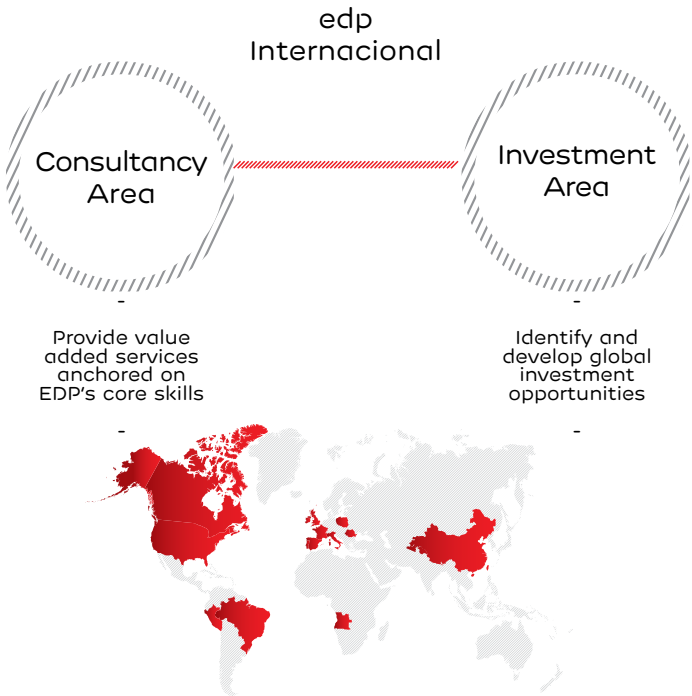 edp
Internacional
Consultancy
Area
Investment
Area
-
-
Provide value
added services
anchored on
EDP's core skills
Identify and
develop global
investment
opportunities
-
-